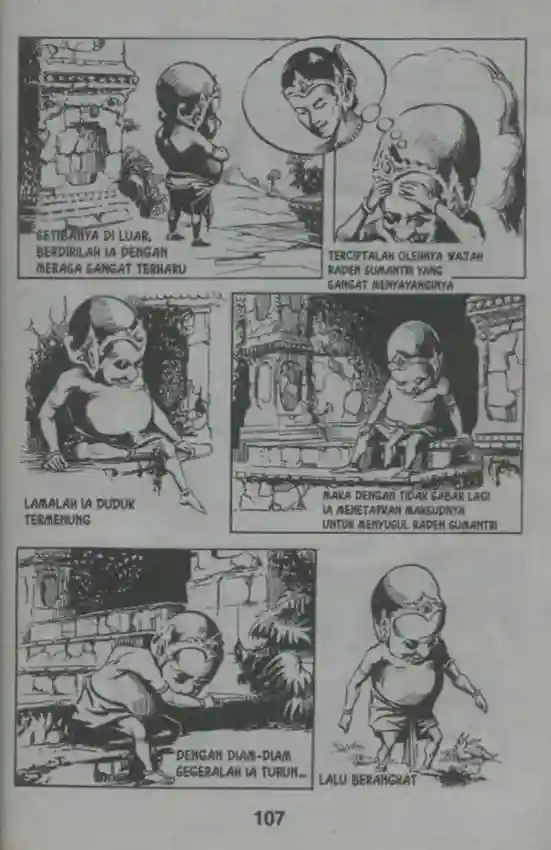 SETIBANYA DI LUAR,
BERDIRILAH IA DENGAN
MERASA SANGAT TERHARU
TERCIPTALAH OLEHNYA WAJAH
RADEN SUMANTRI YANG
SANGAT MENYAYANGINYA
LAMALAH IA DUDUK
TERMENUNG
MAKA DENGAN TIDAK SABAR LAGI
IA MENETAPKAN MAKSUDNYA
UNTUK MENYUSUL RADEN SUMANTRI
DENGAN DIAM-DIAM
SEGERALAH IA TURUN...
LALU BERANGKAT
107